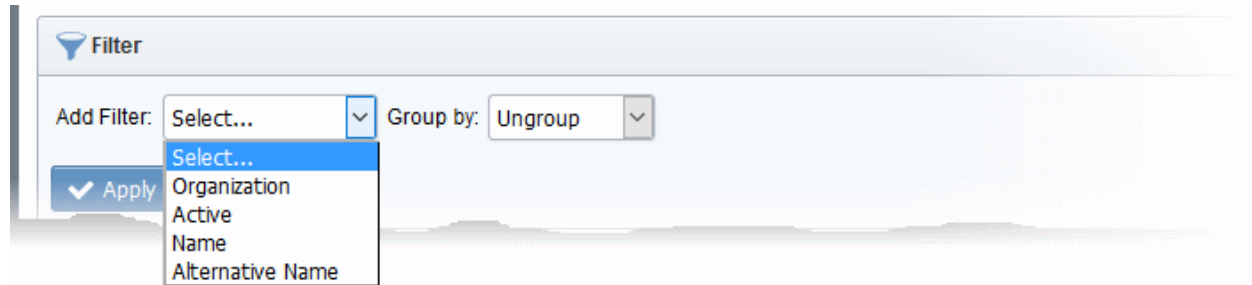 Filter
Add Filter: Select... Group by: Ungroup
Select...
Apply
Organization
Active
Name
Alternative Name